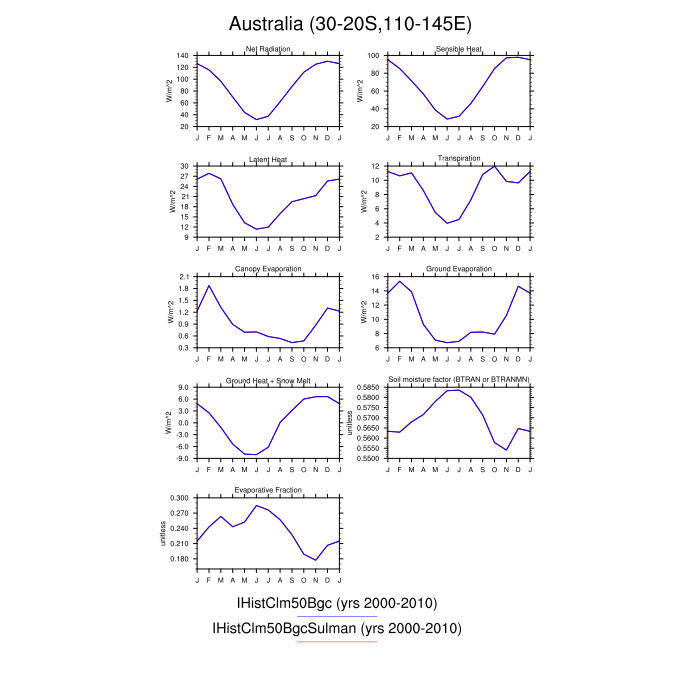 Australia (30-20S,110-145E)
Net Radiation
W/m^2
140
120
100
80
60
40
20
J F M A M J J A S O N D J
Sensible Heat
W/m^2
100
80
60
40
20
J F M A M J J A S O N D J
Latent Heat
W/m^2
30
27
24
21
18
15
12
9
J F M A M J J A S O N D J
Transpiration
W/m^2
12
10
8
6
4
2
J F M A M J J A S O N D J
Canopy Evaporation
W/m^2
2.1
1.8
1.5
1.2
0.9
0.6
0.3
J F M A M J J A S O N D J
Ground Evaporation
W/m^2
16
14
12
10
8
6
J F M A M J J A S O N D J
Ground Heat + Snow Melt
W/m^2
9.0
6.0
3.0
0.0
-3.0
-6.0
-9.0
J F M A M J J A S O N D J
Soil moisture factor (BTRAN or BTRANMN)
unitless
0.5850
0.5800
0.5750
0.5700
0.5650
0.5600
0.5550
0.5500
J F M A M J J A S O N D J
Evaporative Fraction
unitless
0.300
0.270
0.240
0.210
0.180
J F M A M J J A S O N D J
IHistClm50Bgc (yrs 2000-2010)
IHistClm50BgcSulman (yrs 2000-2010)